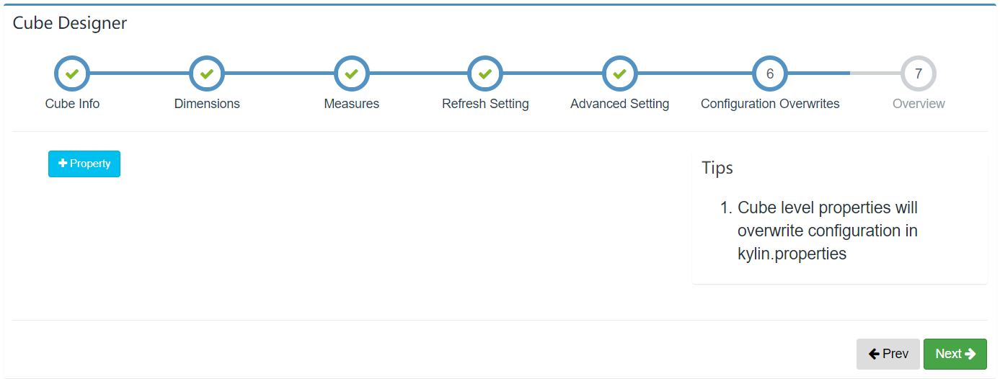 Cube Designer
6
7
Cube Info
Dimensions
Measures
Refresh Setting
Advanced Setting
Configuration Overwrites
Overview
Property
Tips
1. Cube level properties will
overwrite configuration in
kylin.properties
Prev
Next